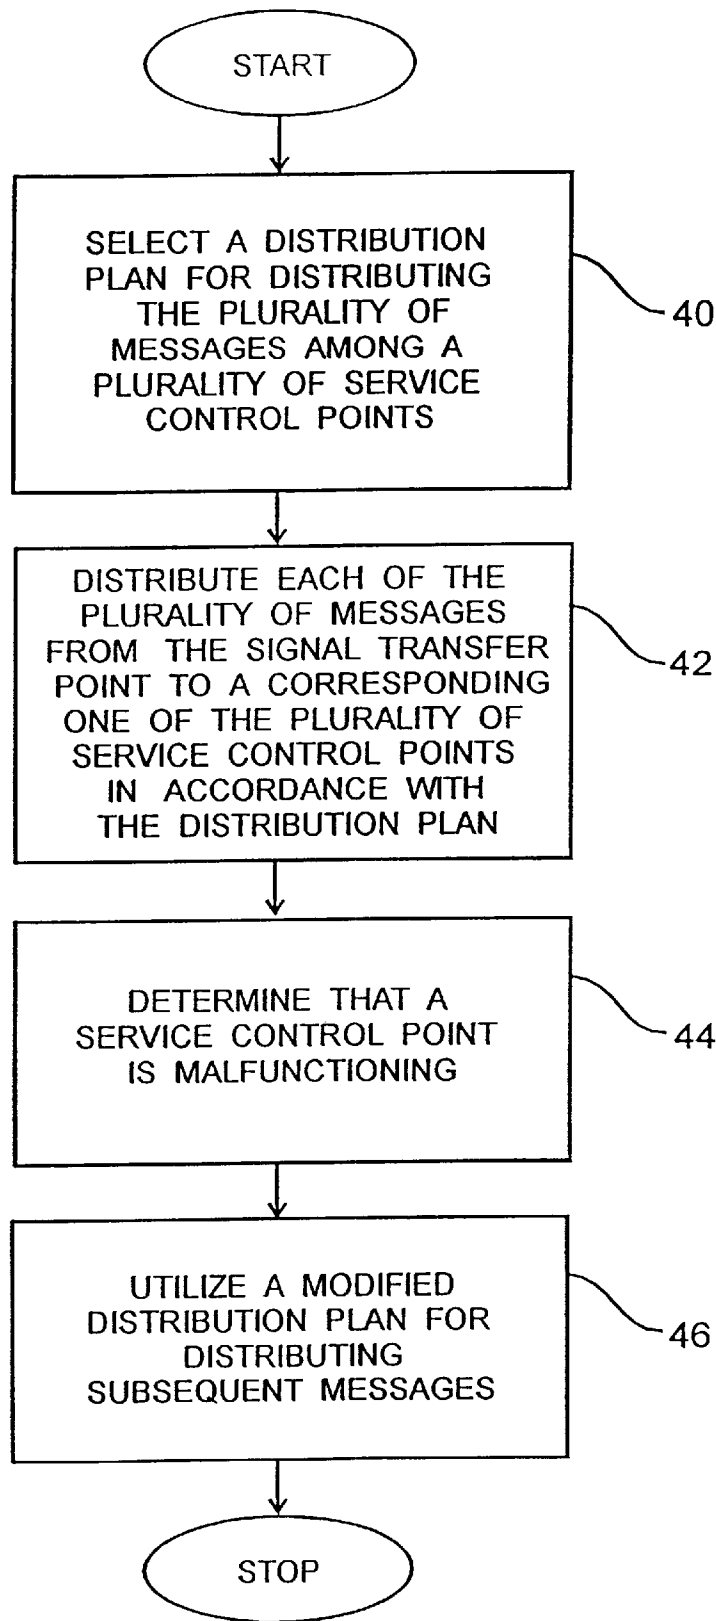 START
SELECT A DISTRIBUTION
PLAN FOR DISTRIBUTING
THE PLURALITY OF
MESSAGES AMONG A
PLURALITY OF SERVICE
CONTROL POINTS
40
DISTRIBUTE EACH OF THE
PLURALITY OF MESSAGES
FROM THE SIGNAL TRANSFER
POINT TO A CORRESPONDING
ONE OF THE PLURALITY OF
SERVICE CONTROL POINTS
IN ACCORDANCE WITH
THE DISTRIBUTION PLAN
42
DETERMINE THAT A
SERVICE CONTROL POINT
IS MALFUNCTIONING
44
UTILIZE A MODIFIED
DISTRIBUTION PLAN FOR
DISTRIBUTING
SUBSEQUENT MESSAGES
46
STOP